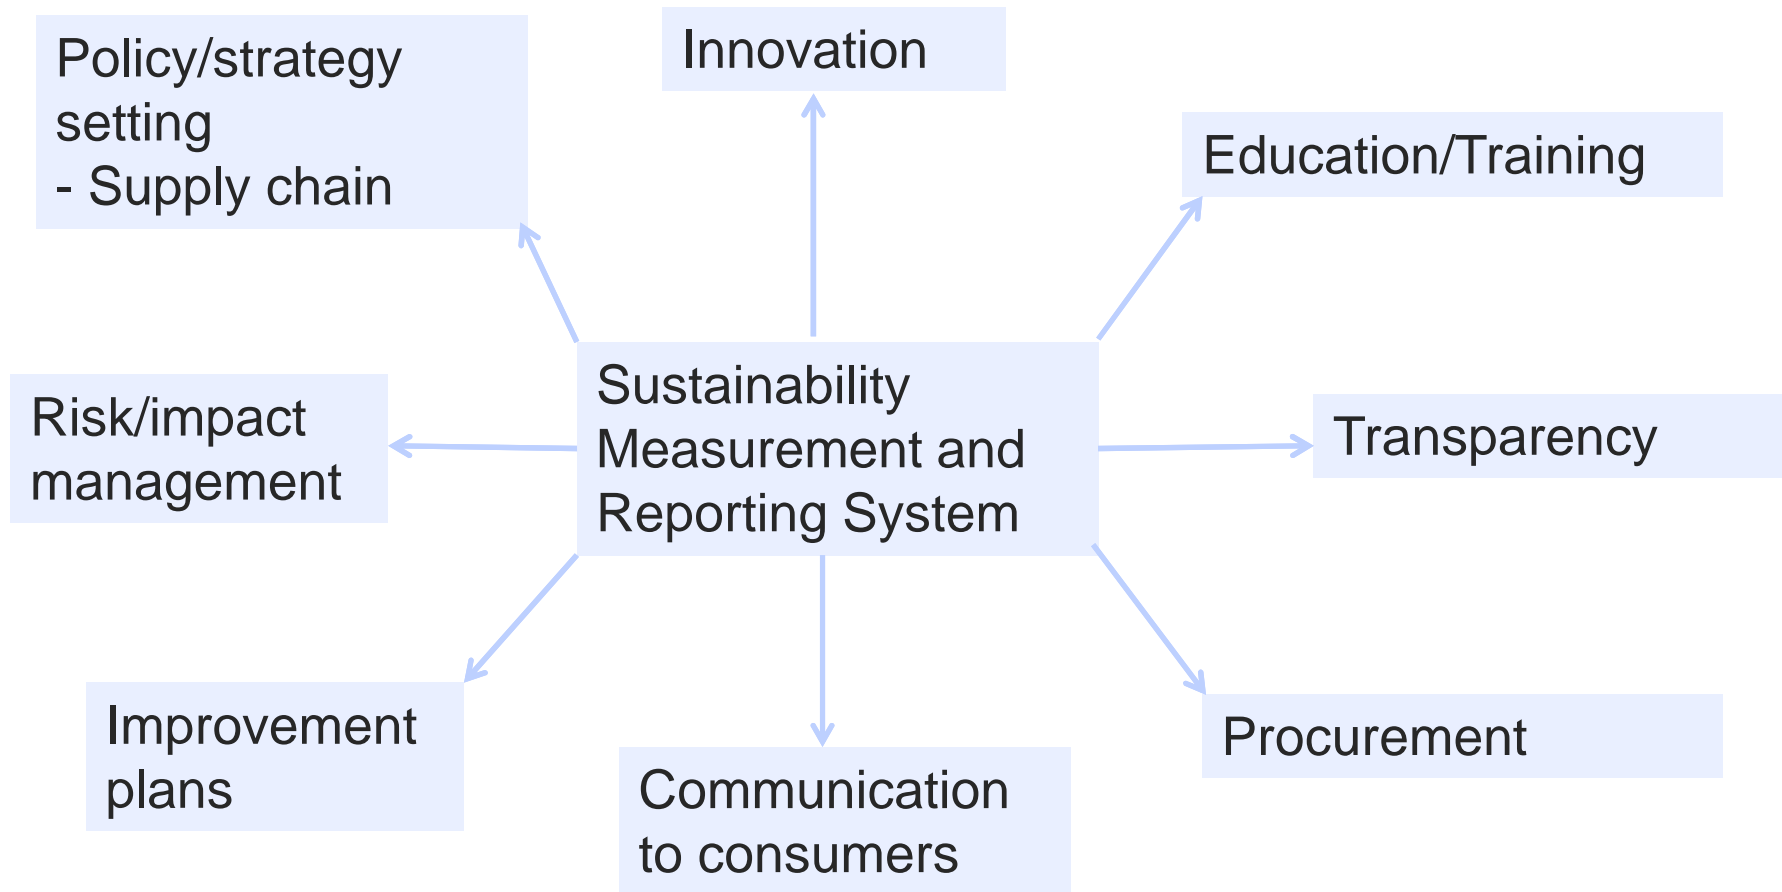 Policy/strategy
setting
- Supply chain
Innovation
Education/Training
Risk/impact
management
Sustainability
Measurement and
Reporting System
Transparency
Improvement
plans
Communication
to consumers
Procurement